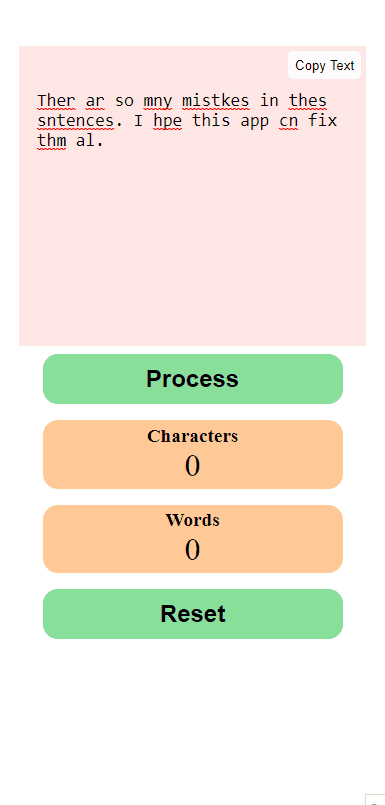 Copy Text
Ther ar so mny mistkes in thes
sntences. I hpe this app cn fix
thm al.
Process
Characters
0
Words
0
Reset